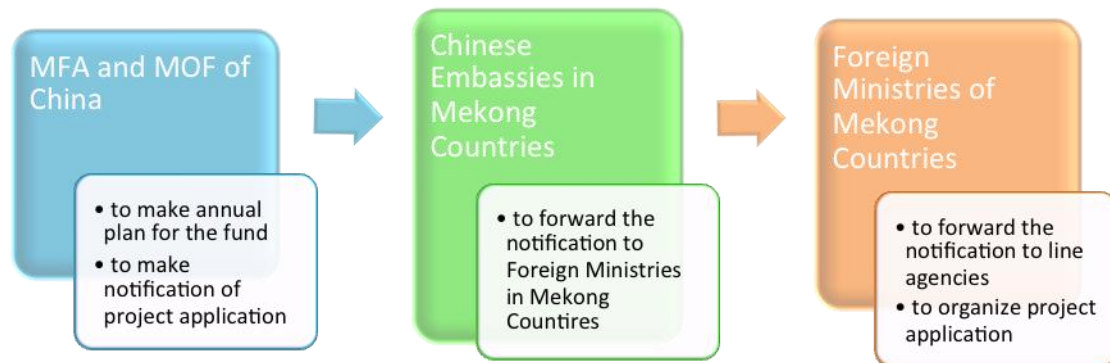 MFA and MOF of
China
• to make annual
plan for the fund
• to make
notification of
project application
Chinese
Embassies in
Mekong
Countries
• to forward the
notification to
Foreign Ministries
in Mekong
Countires
Foreign
Ministries of
Mekong
Countries
• to forward the
notification to line
agencies
• to organize project
application